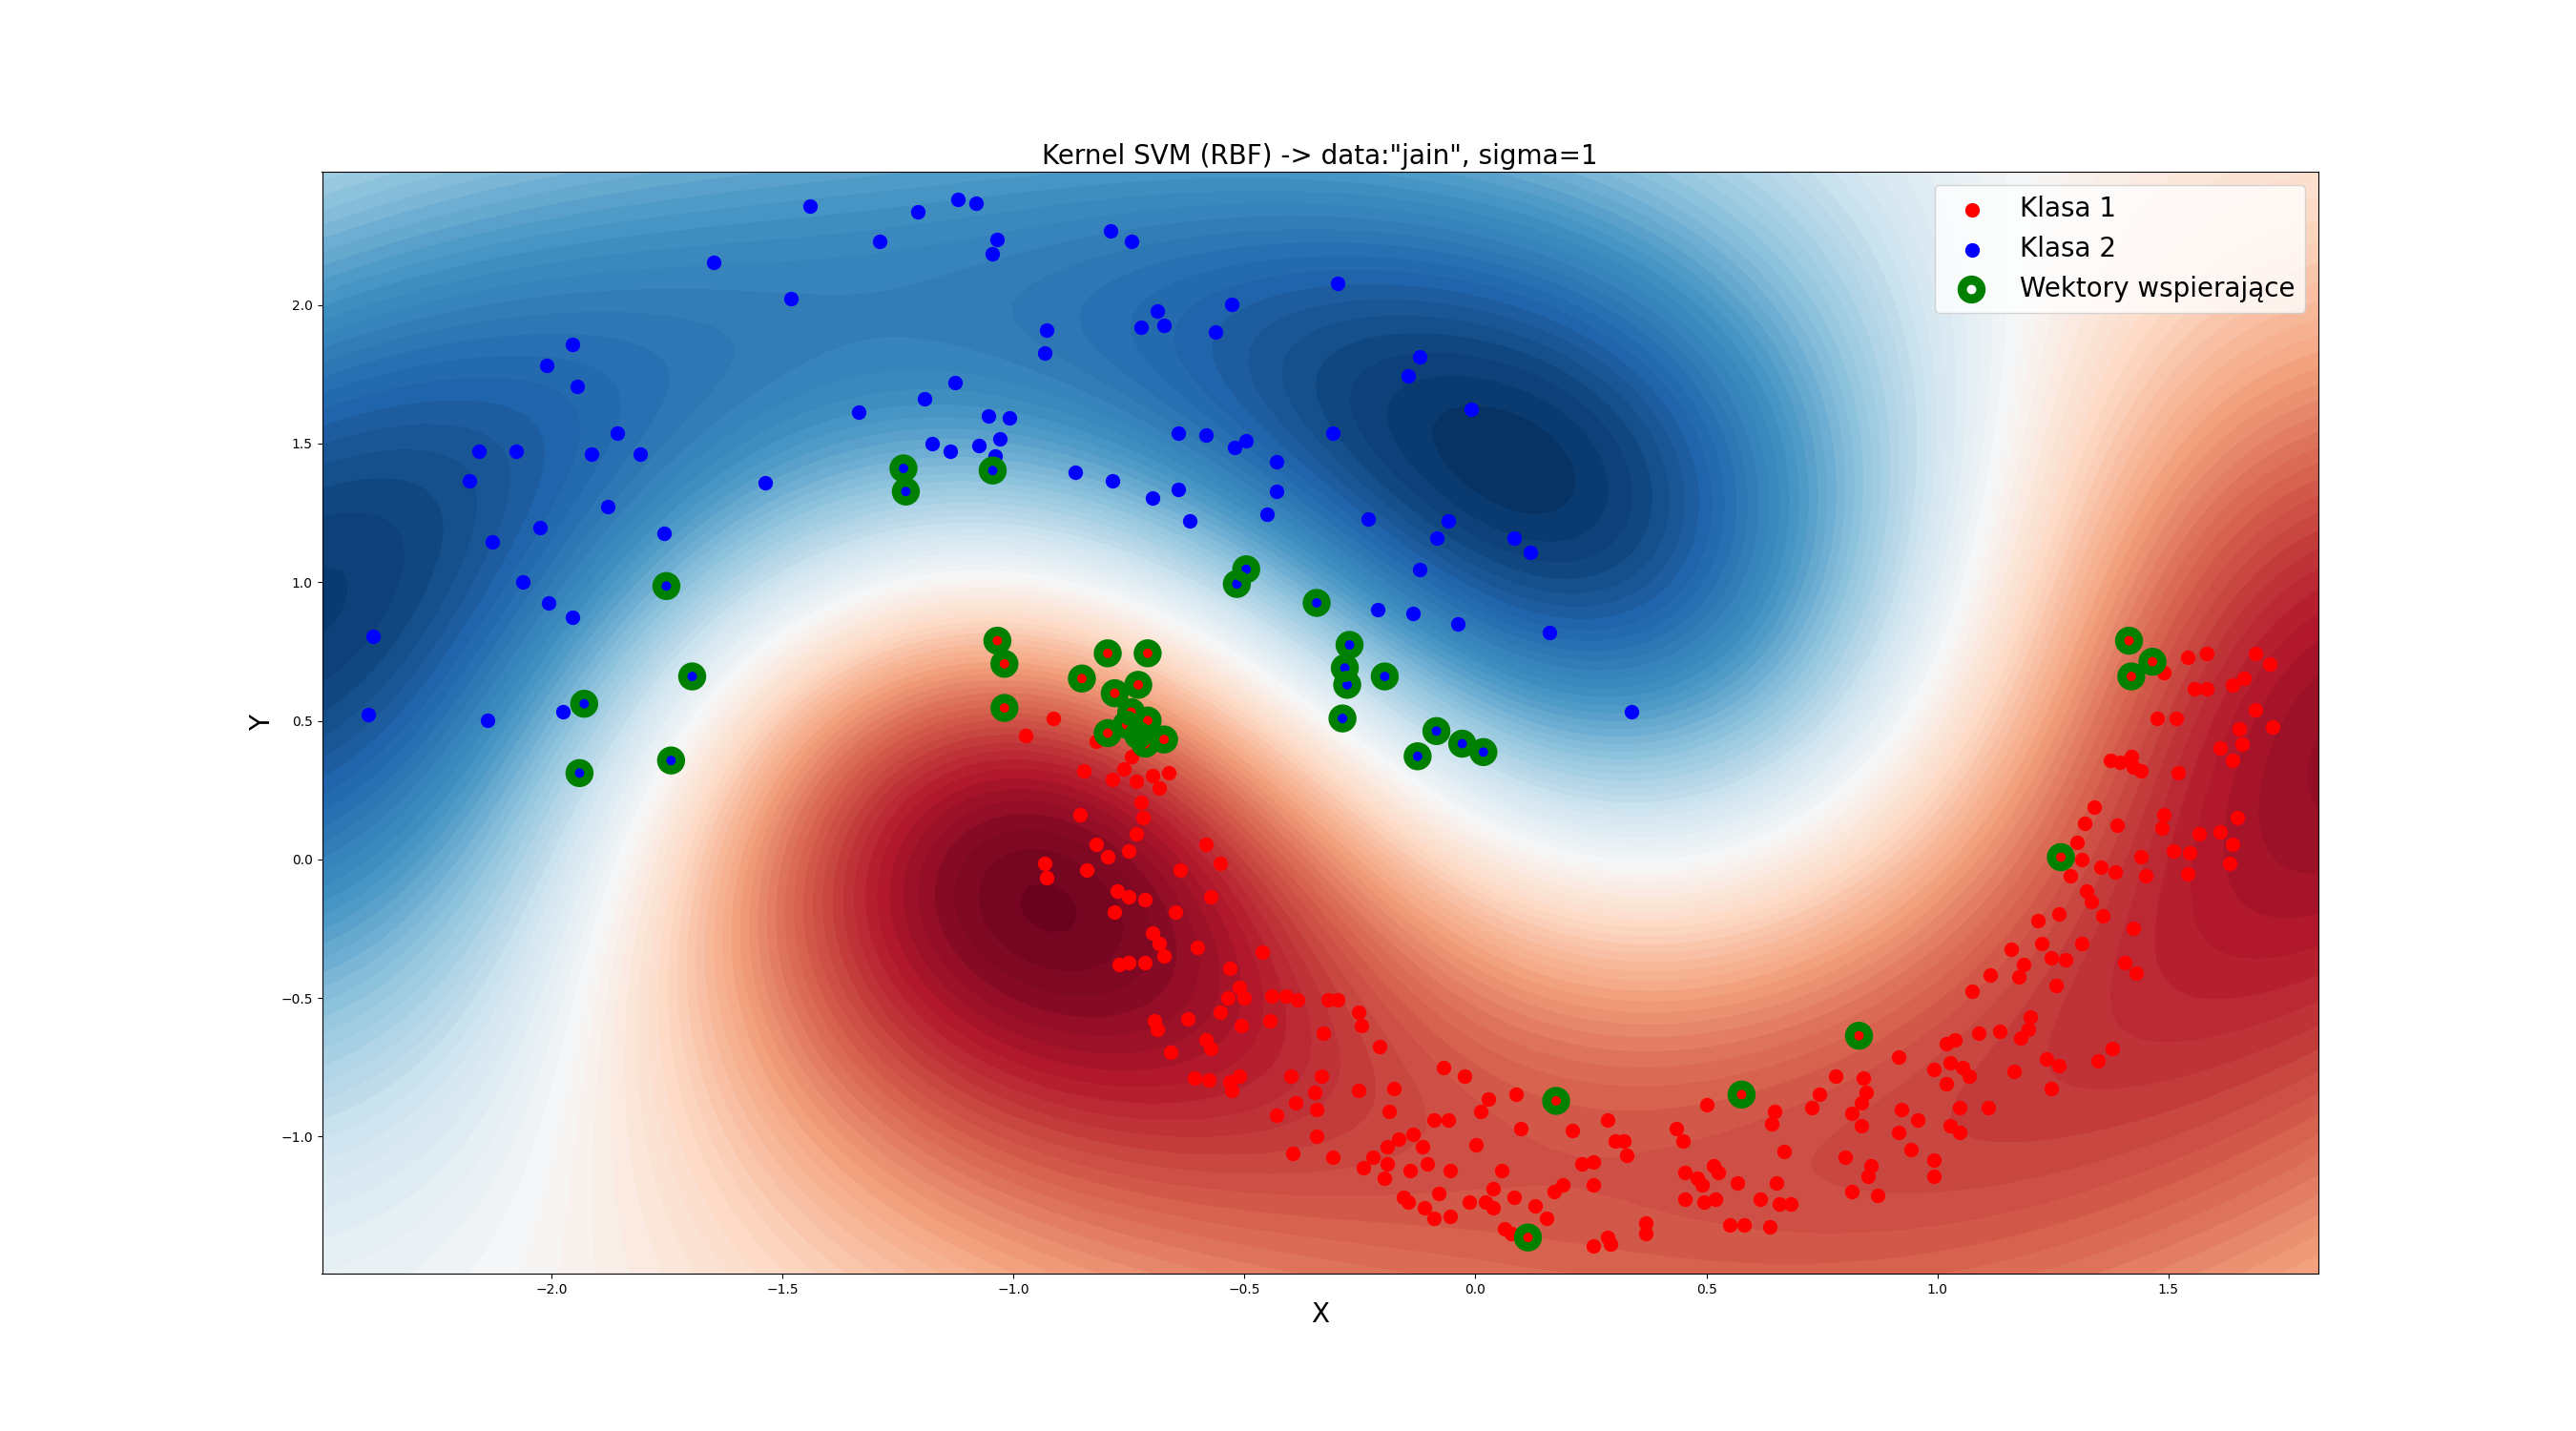 Kernel SVM (RBF) -> data:"jain", sigma=1
Klasa 1
Klasa 2
Wektory wspierające
2.0
1.5
1.0
0.5
0.0
−0.5
−1.0
Y
−2.0 −1.5 −1.0 −0.5 0.0 0.5 1.0 1.5
X